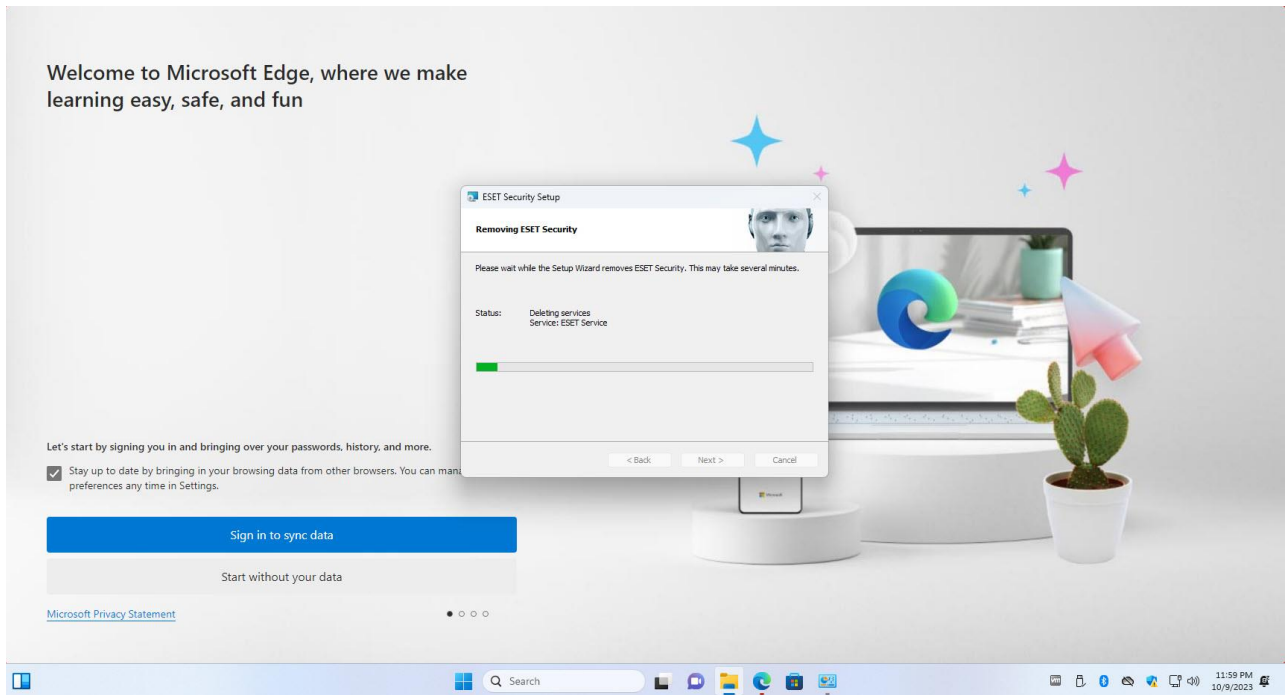 Welcome to Microsoft Edge, where we make
learning easy, safe, and fun
ESET Security Setup
Removing ESET Security
Please wait while the Setup Wizard removes ESET Security. This may take several minutes.
Status: Deleting services
Service: ESET Service
< Back Next > Cancel
Let's start by signing you in and bringing over your passwords, history, and more.
Stay up to date by bringing in your browsing data from other browsers. You can
preferences any time in Settings.
Microsoft
Sign in to sync data
Start without your data
Microsoft Privacy Statement
Search
11:59 PM
10/9/2023